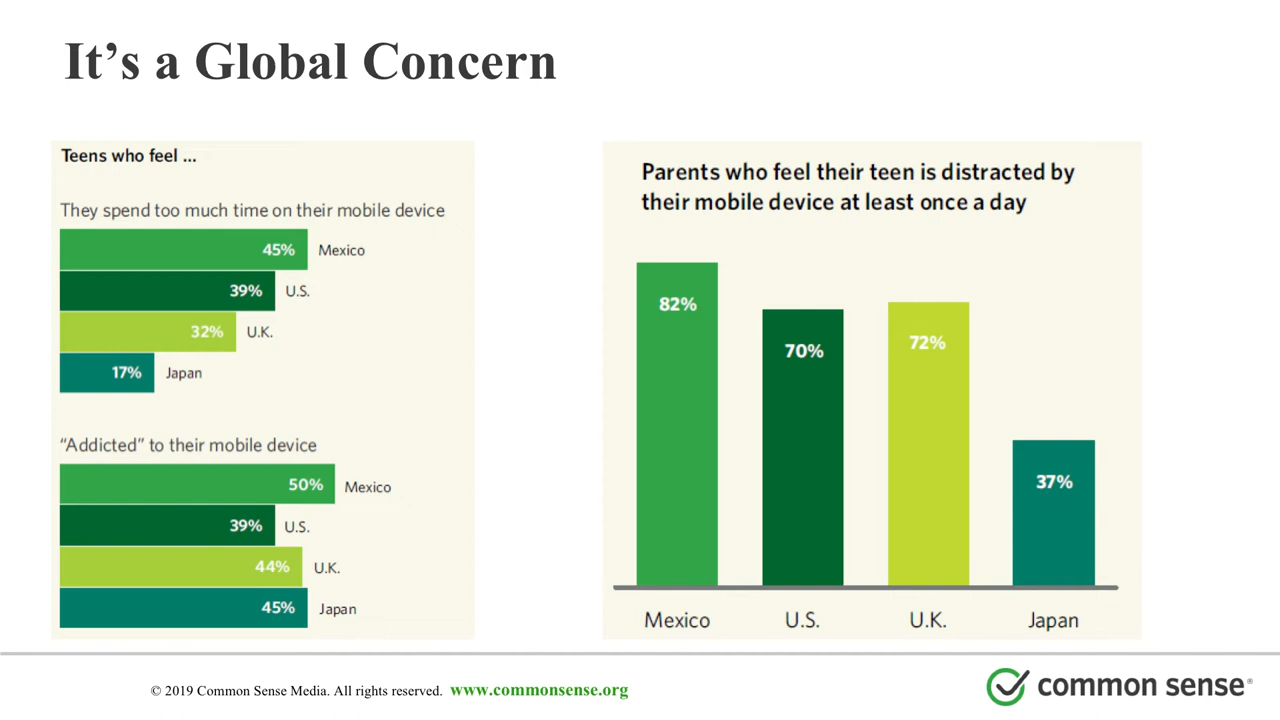 It’s a Global Concern
Teens who feel ...
They spend too much time on their mobile device
45% Mexico
39% U.S.
32% U.K.
17% Japan
“Addicted” to their mobile device
50% Mexico
39% U.S.
44% U.K.
45% Japan
Parents who feel their teen is distracted by
their mobile device at least once a day
82%
70%
72%
37%
Mexico U.S. U.K. Japan
© 2019 Common Sense Media. All rights reserved. www.commonsense.org
common sense®